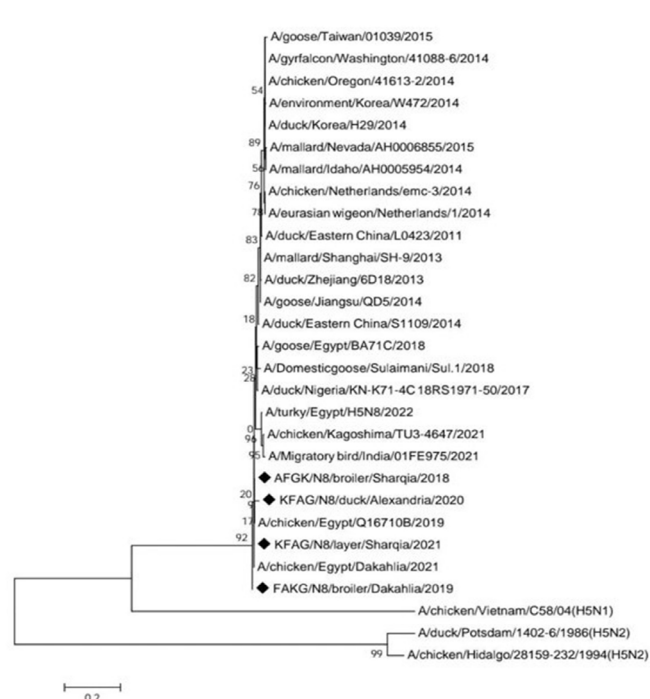 A/goose/Taiwan/01039/2015
A/gyrfalcon/Washington/41088-6/2014
A/chicken/Oregon/41613-2/2014
54
A/environment/Korea/W472/2014
A/duck/Korea/H29/2014
89
A/mallard/Nevada/AH0006855/2015
56
A/mallard/Idaho/AH0005954/2014
76
A/chicken/Netherlands/emc-3/2014
78
A/eurasian wigeon/Netherlands/1/2014
83
A/duck/Eastern China/L0423/2011
A/mallard/Shanghai/SH-9/2013
82
A/duck/Zhejiang/6D18/2013
A/goose/Jiangsu/QD5/2014
18
A/duck/Eastern China/S1109/2014
A/goose/Egypt/BA71C/2018
23
A/Domesticgoose/Sulaimani/Sul.1/2018
A/duck/Nigeria/KN-K71-4C18RS1971-50/2017
A/turky/Egypt/H5N8/2022
0
96
A/chicken/Kagoshima/TU3-4647/2021
95
A/Migratory bird/India/01FE975/2021
AFGK/N8/broiler/Sharqia/2018
20
KFAG/N8/duck/Alexandria/2020
9
17
A/chicken/Egypt/Q16710B/2019
92
KFAG/N8/layer/Sharqia/2021
A/chicken/Egypt/Dakahlia/2021
FAKG/N8/broiler/Dakahlia/2019
A/chicken/Vietnam/C58/04(H5N1)
A/duck/Potsdam/1402-6/1986(H5N2)
99
A/chicken/Hidalgo/28159-232/1994(H5N2)
0.2